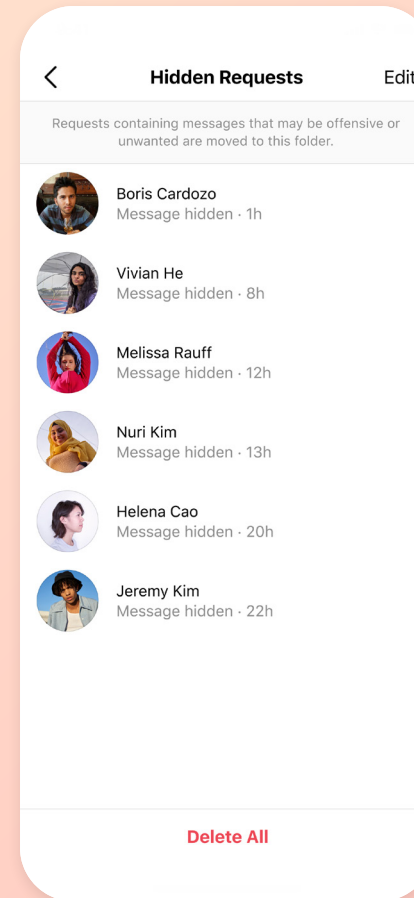 Hidden Requests
Edit
Requests containing messages that may be offensive or
unwanted are moved to this folder.
Boris Cardozo
Message hidden · 1h
Vivian He
Message hidden · 8h
Melissa Rauff
Message hidden · 12h
Nuri Kim
Message hidden · 13h
Helena Cao
Message hidden · 20h
Jeremy Kim
Message hidden · 22h
Delete All